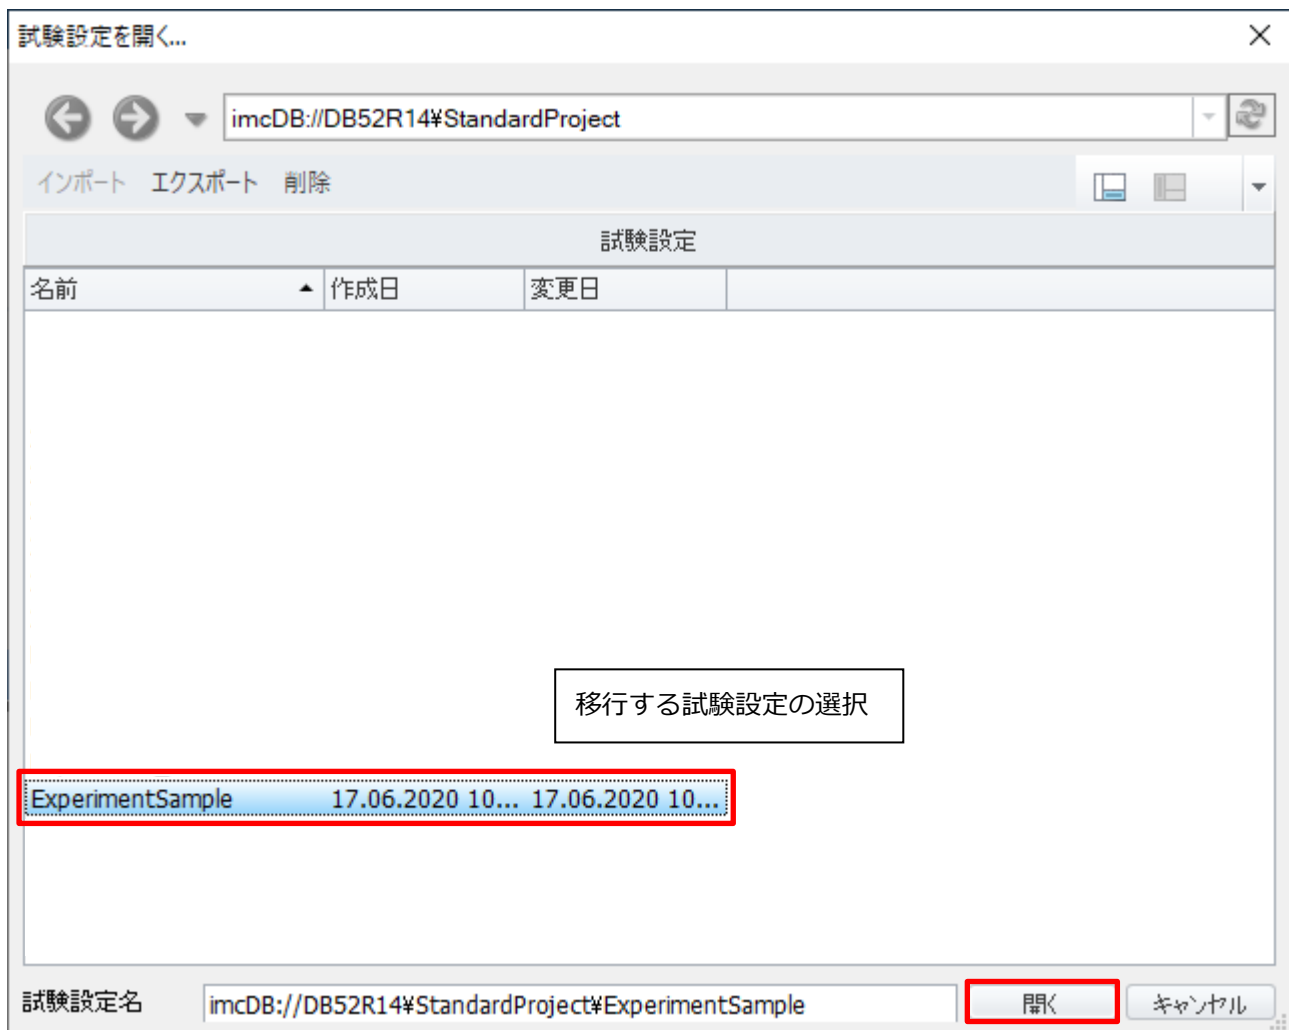 試験設定を開く...
imcDB://DB52R14¥StandardProject
インポート エクスポート 削除
試験設定
名前 作成日 変更日
移行する試験設定の選択
ExperimentSample 17.06.2020 10... 17.06.2020 10...
試験設定名 imcDB://DB52R14¥StandardProject¥ExperimentSample 開く キャンセル